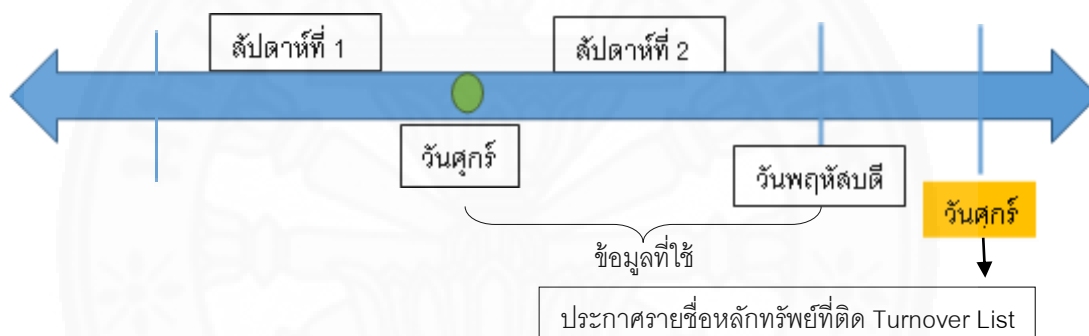 สัปดาห์ที่ 1
สัปดาห์ที่ 2
วันศุกร์
วันพฤหัสบดี
วันศุกร์
ข้อมูลที่ใช้
ประกาศรายชื่อหลักทรัพย์ที่ติด Turnover List